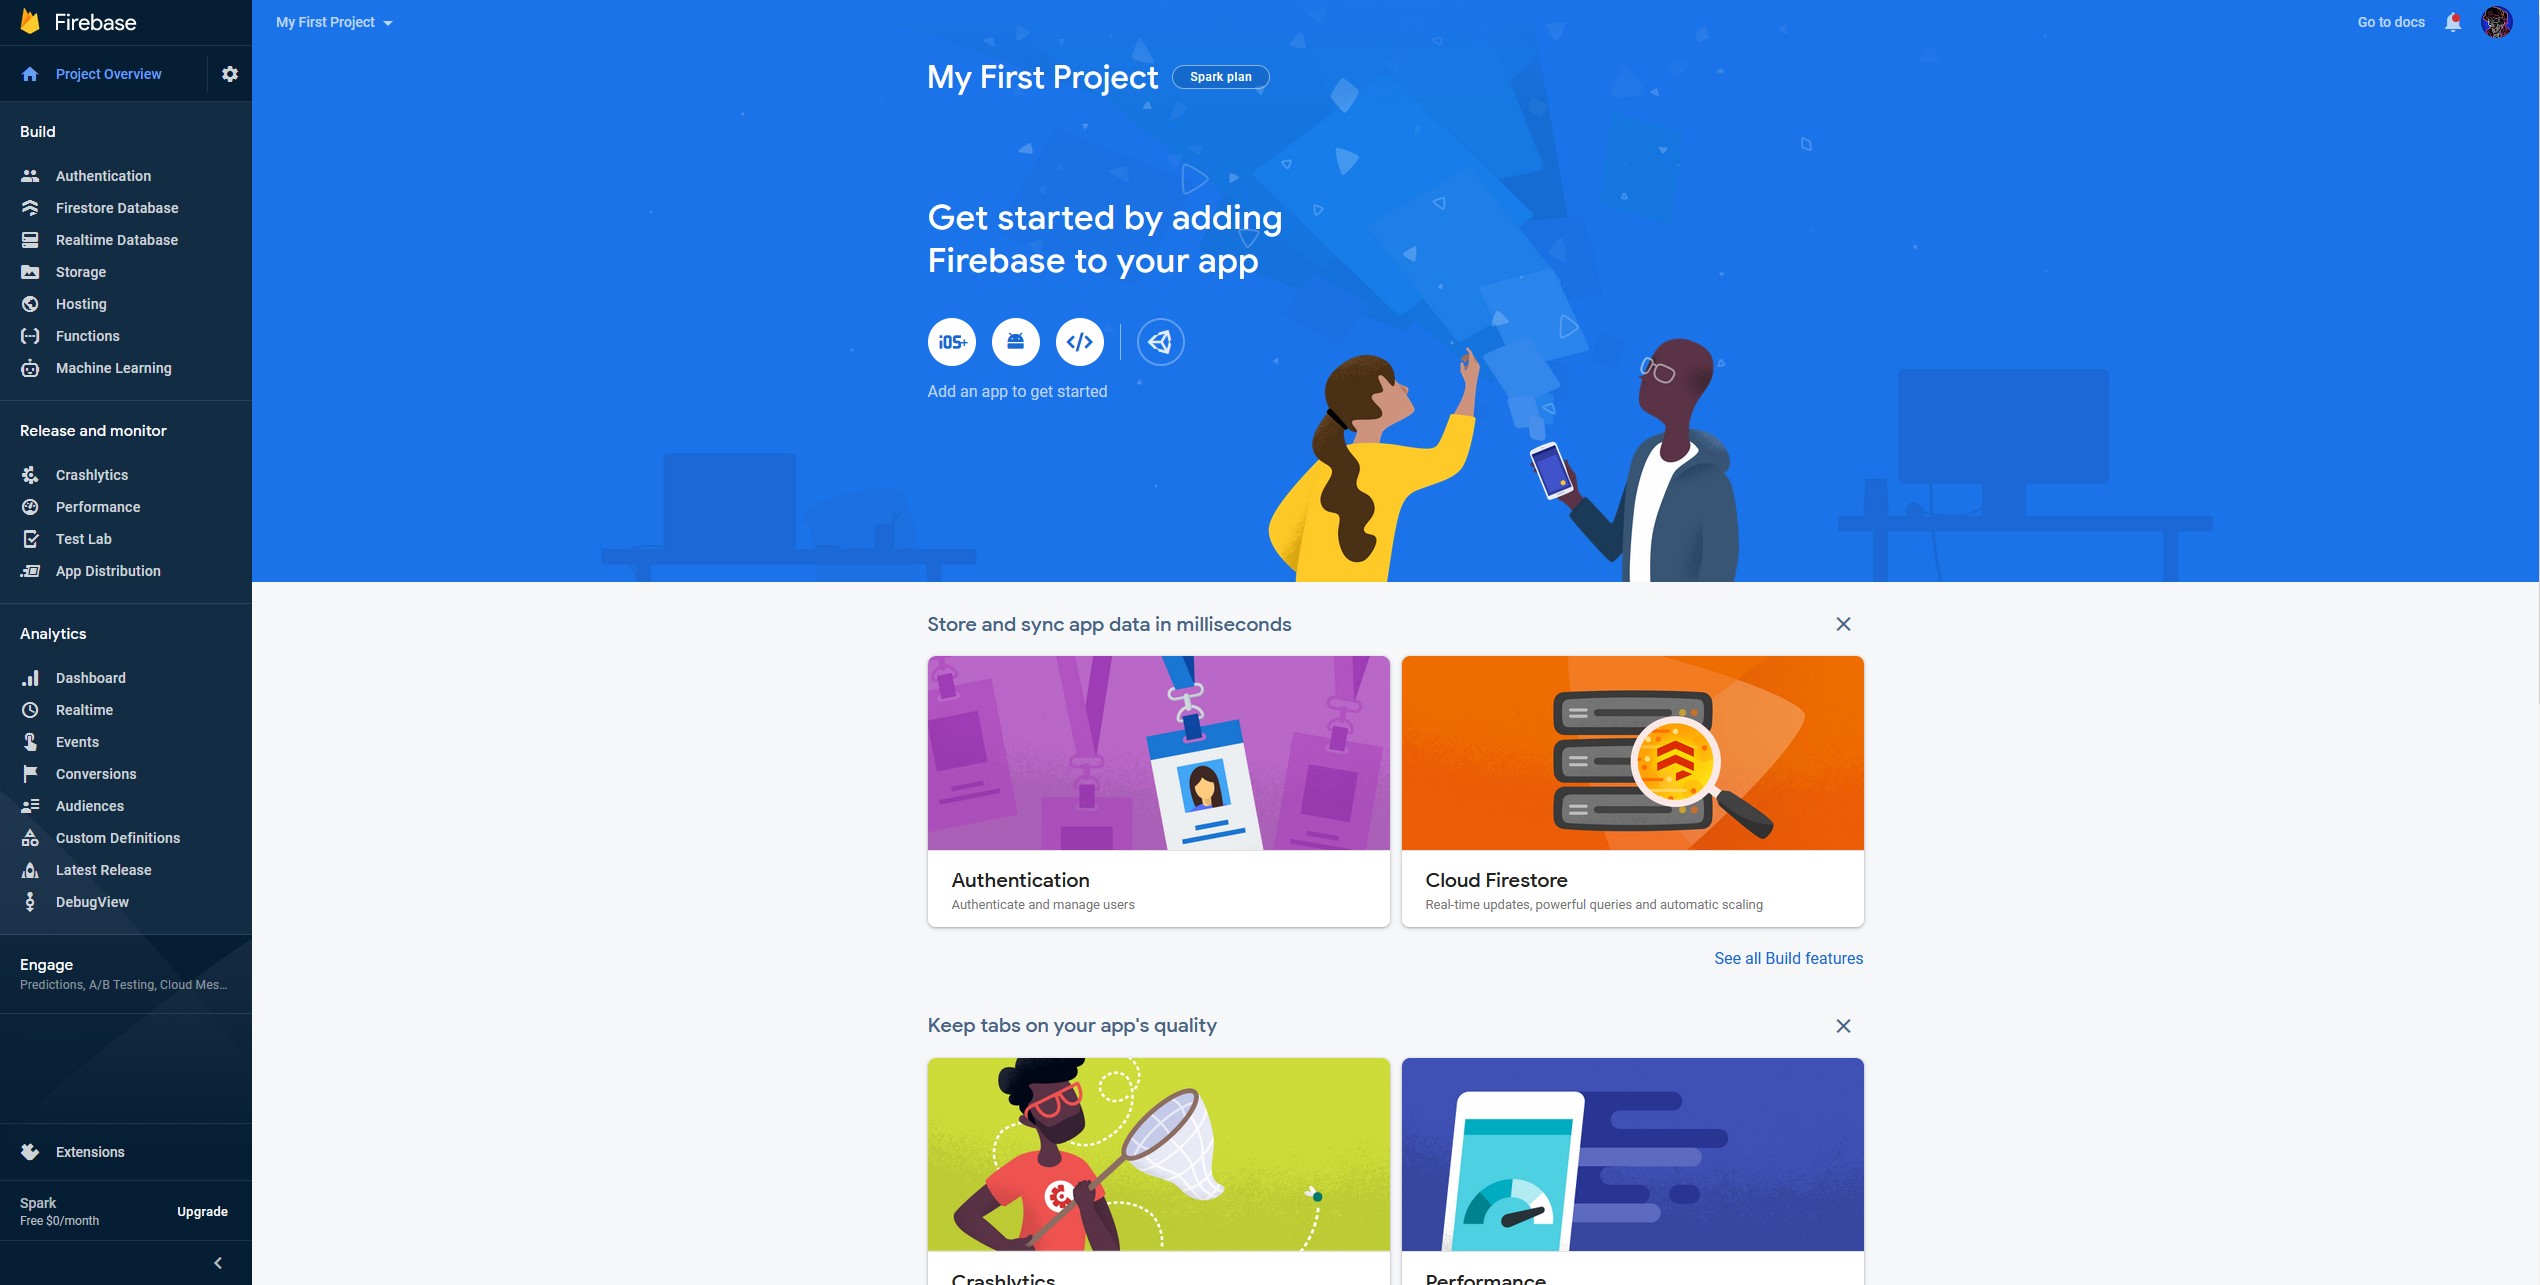 Firebase
Project Overview
Build
Authentication
Firestore Database
Realtime Database
Storage
Hosting
Functions
Machine Learning
Release and monitor
Crashlytics
Performance
Test Lab
App Distribution
Analytics
Dashboard
Realtime
Events
Conversions
Audiences
Custom Definitions
Latest Release
DebugView
Engage
Predictions, A/B Testing, Cloud Mes...
Extensions
Spark
Free $0/month
Upgrade
My First Project
Go to docs
My First Project
Spark plan
Get started by adding
Firebase to your app
iOS+
</>
Add an app to get started
Store and sync app data in milliseconds
Authentication
Authenticate and manage users
Cloud Firestore
Real-time updates, powerful queries and automatic scaling
See all Build features
Keep tabs on your app's quality
Crashlytics
Performance